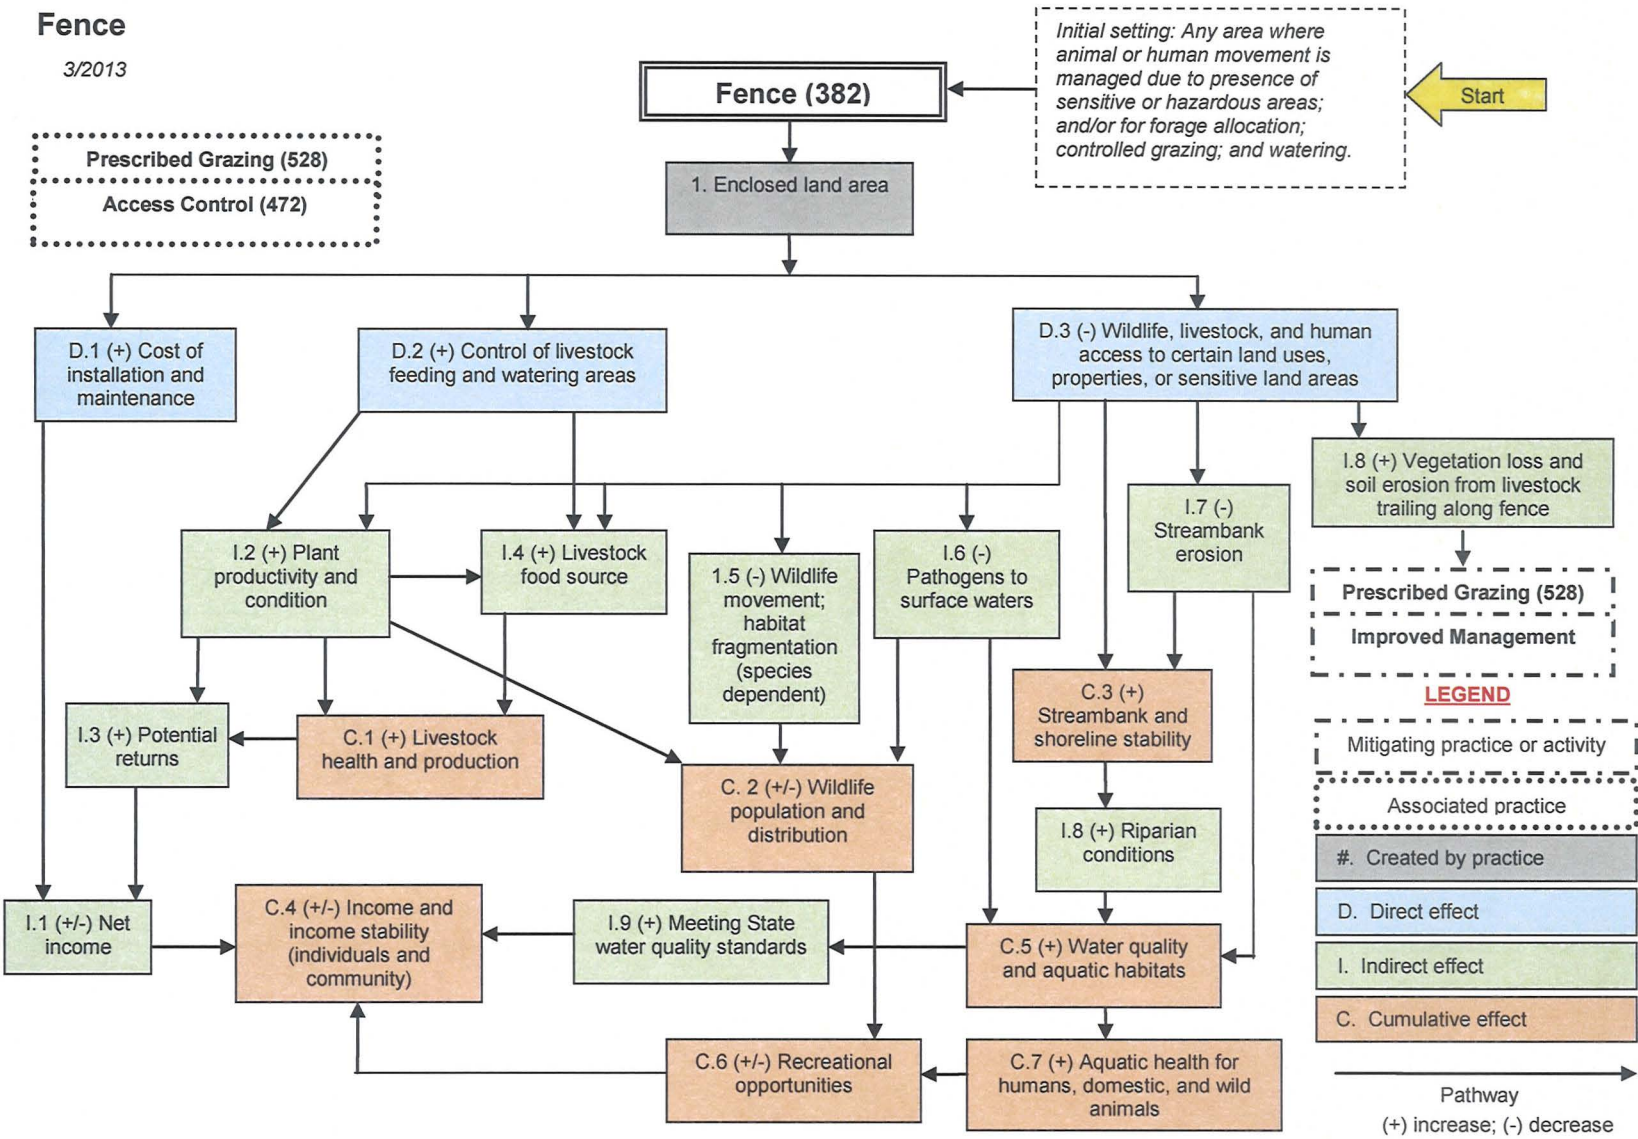 Fence
3/2013
Initial setting: Any area where
animal or human movement is
managed due to presence of
sensitive or hazardous areas;
and/or for forage allocation;
controlled grazing; and watering.
Start
Fence (382)
Prescribed Grazing (528)
Access Control (472)
1. Enclosed land area
D.1 (+) Cost of
installation and
maintenance
D.2 (+) Control of livestock
feeding and watering areas
D.3 (-) Wildlife, livestock, and human
access to certain land uses,
properties, or sensitive land areas
I.8 (+) Vegetation loss and
soil erosion from livestock
trailing along fence
I.7 (-)
Streambank
erosion
I.2 (+) Plant
productivity and
condition
I.4 (+) Livestock
food source
1.5 (-) Wildlife
movement;
habitat
fragmentation
(species
dependent)
I.6 (-)
Pathogens to
surface waters
Prescribed Grazing (528)
Improved Management
LEGEND
I.3 (+) Potential
returns
C.1 (+) Livestock
health and production
C. 2 (+/-) Wildlife
population and
distribution
C.3 (+)
Streambank and
shoreline stability
I.8 (+) Riparian
conditions
Mitigating practice or activity
Associated practice
#. Created by practice
D. Direct effect
I. Indirect effect
C. Cumulative effect
I.1 (+/-) Net
income
C.4 (+/-) Income and
income stability
(individuals and
community)
I.9 (+) Meeting State
water quality standards
C.5 (+) Water quality
and aquatic habitats
C.6 (+/-) Recreational
opportunities
C.7 (+) Aquatic health for
humans, domestic, and wild
animals
Pathway
(+) increase; (-) decrease